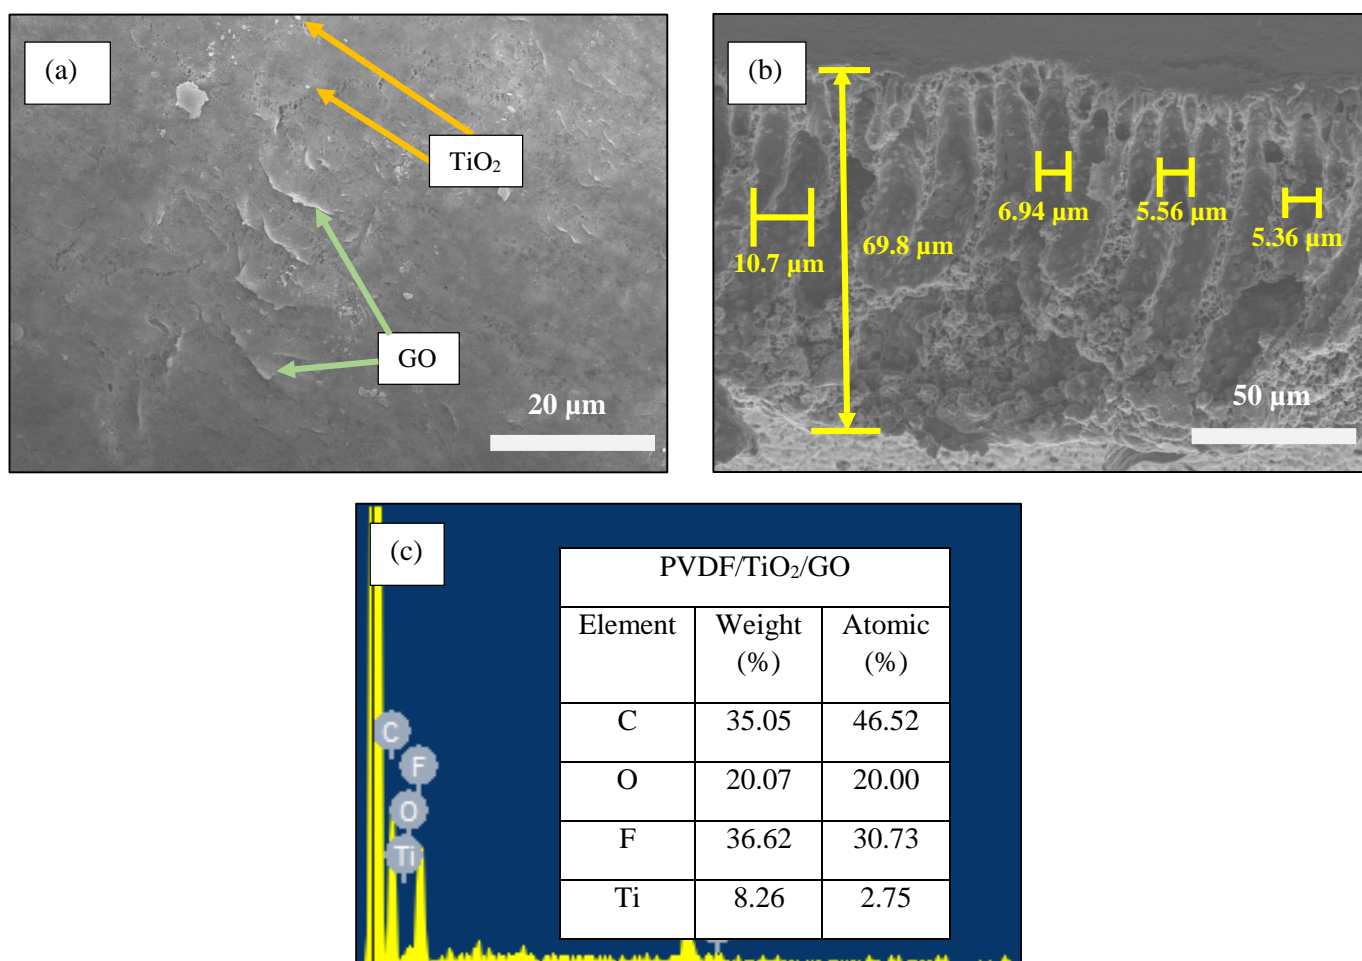 (a)
TiO₂
GO
20 µm
(b)
6.94 µm
5.56 µm
5.36 µm
10.7 µm
69.8 µm
50 µm
(c)
C
F
O
Ti
PVDF/TiO₂/GO
Element Weight (%) Atomic (%)
C 35.05 46.52
O 20.07 20.00
F 36.62 30.73
Ti 8.26 2.75